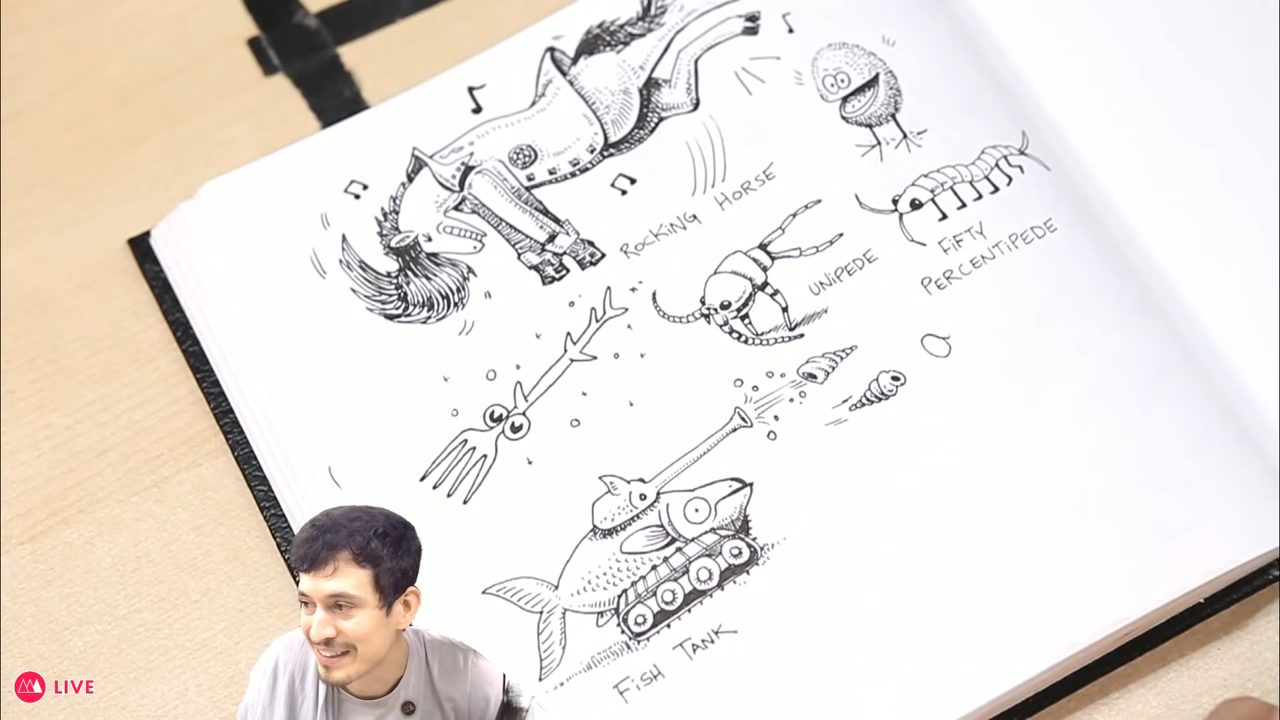 ROCKING HORSE
FIFTY
PERCENTIPEDE
UNIPEDE
FISH TANK
LIVE